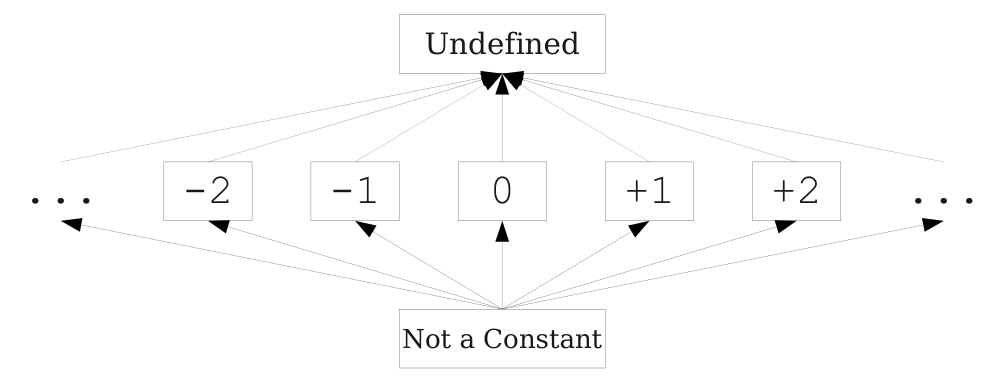 Undefined
... -2 -1 0 +1 +2 ...
Not a Constant